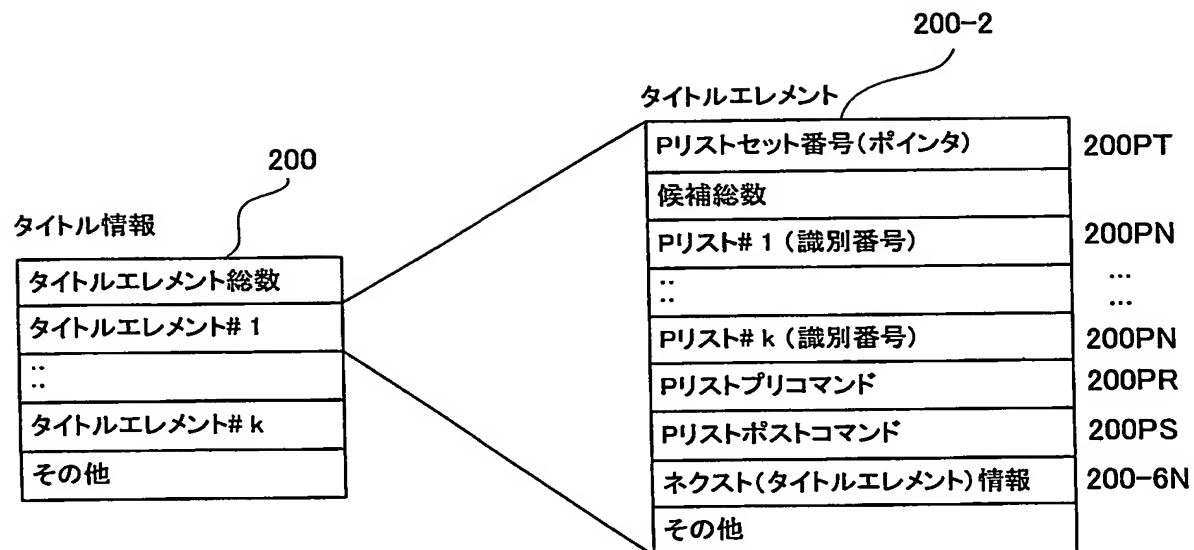 200-2
タイトルエレメント
Pリストセット番号(ポインタ) 200PT
候補総数
Pリスト# 1 (識別番号) 200PN
:: ...
:: ...
Pリスト# k (識別番号) 200PN
Pリストプリコマンド 200PR
Pリストポストコマンド 200PS
ネクスト(タイトルエレメント)情報 200-6N
その他
200
タイトル情報
タイトルエレメント総数
タイトルエレメント# 1
::
::
タイトルエレメント# k
その他